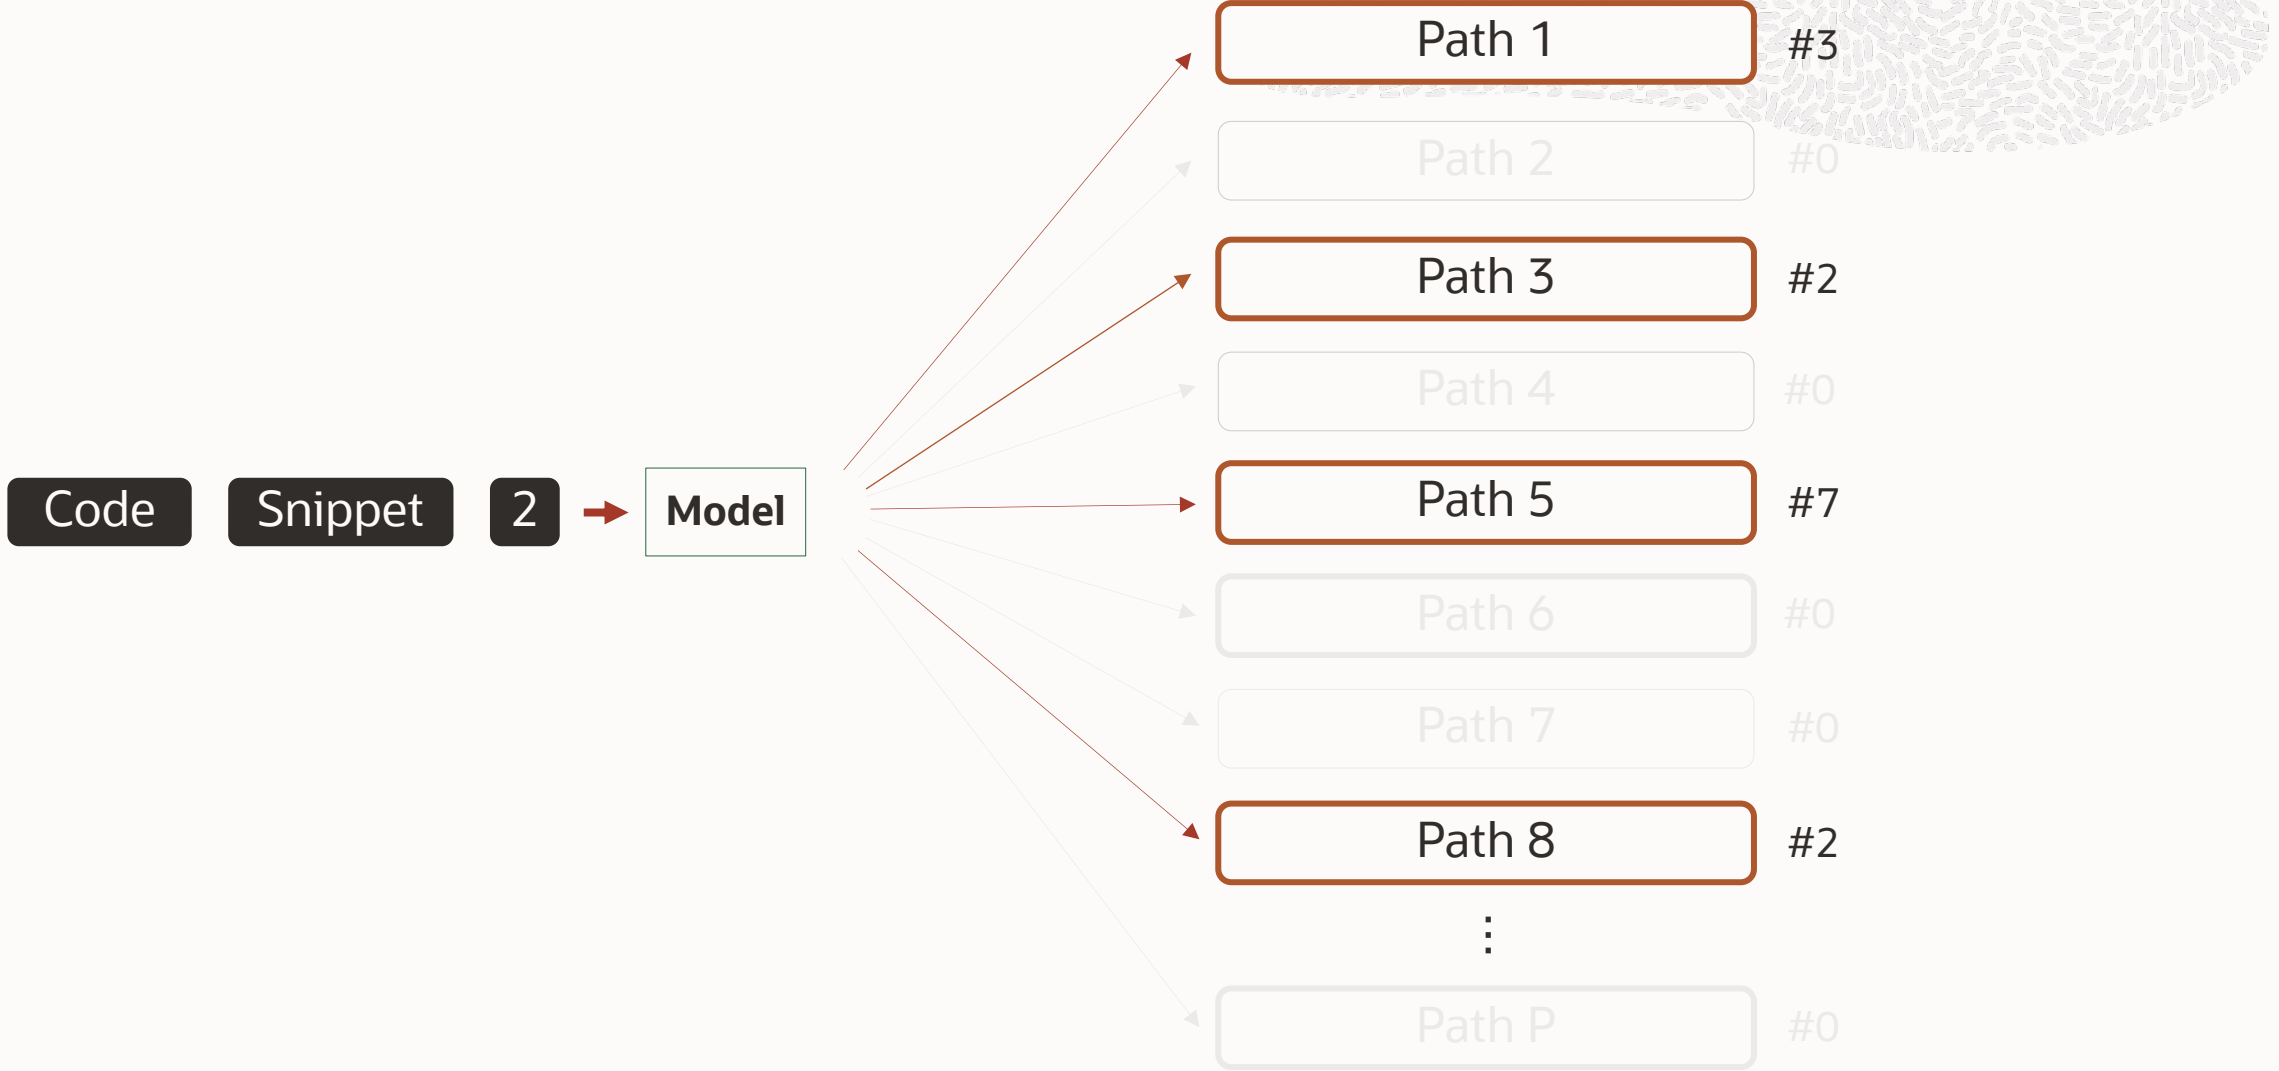 Path 1 #3
Path 2 #0
Path 3 #2
Path 4 #0
Code Snippet 2 Model Path 5 #7
Path 6 #0
Path 7 #0
Path 8 #2
⋮
Path P #0